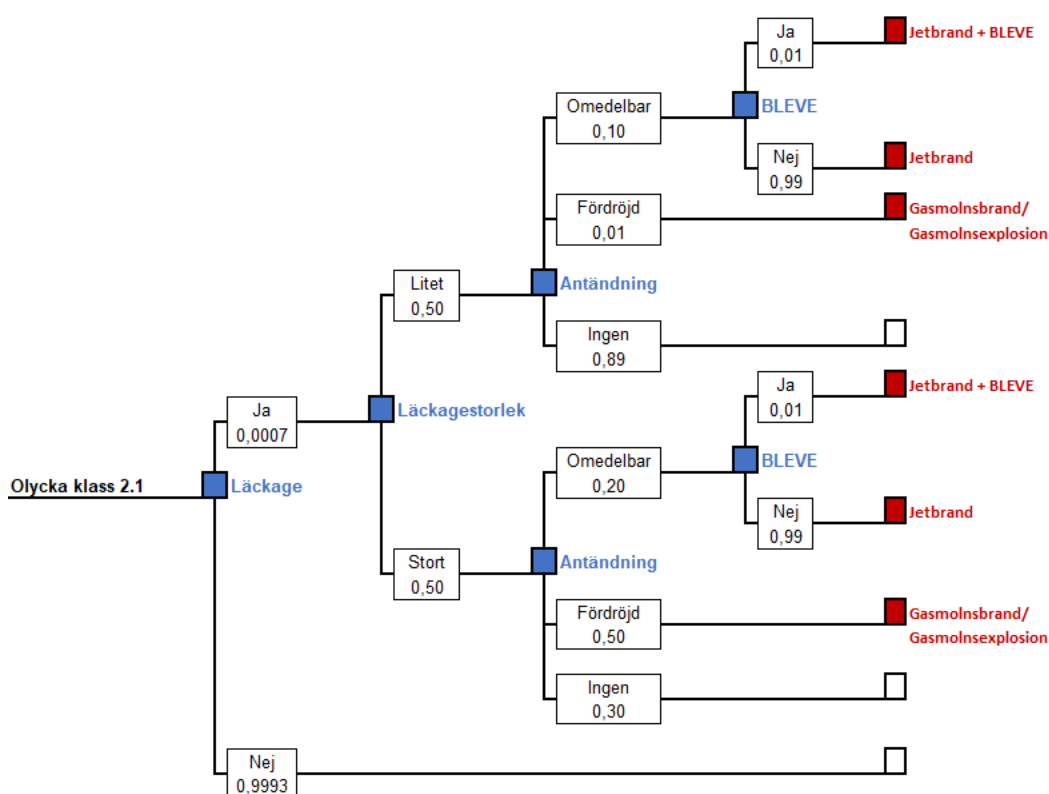 Ja
0,01
Jetbrand + BLEVE
Omedelbar
0,10
BLEVE
Nej
0,99
Jetbrand
Fördröjd
0,01
Gasmolnsbrand/
Gasmolnsexplosion
Litet
0,50
Antändning
Ingen
0,89
Ja
0,01
Jetbrand + BLEVE
Ja
0,0007
Läckagestorlek
Omedelbar
0,20
BLEVE
Olycka klass 2.1
Läckage
Nej
0,99
Jetbrand
Stort
0,50
Antändning
Fördröjd
0,50
Gasmolnsbrand/
Gasmolnsexplosion
Ingen
0,30
Nej
0,9993